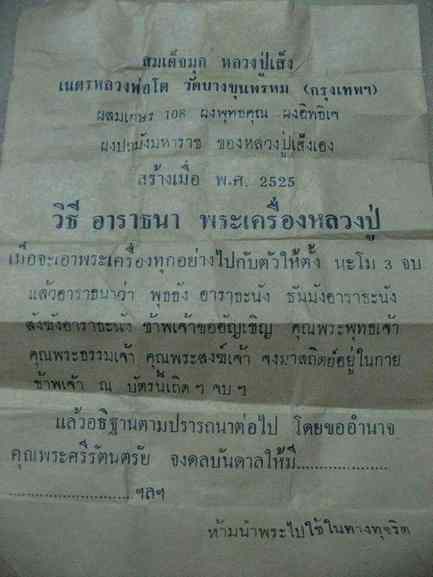 สมเด็จมุก หลวงปู่เส็ง
เนตรหลวงพ่อโต วัดบางขุนพรหม (กรุงเทพฯ)
ผสมเกษร 108 ผงพุทธคุณ ผงอิทธิเจ
ผงปถมังมหาราช ของหลวงปู่เส็งเอง
สร้างเมื่อ พ.ศ. 2525
วิธี อาราธนา พระเครื่องหลวงปู่
เมื่อจะเอาพระเครื่องทุกอย่างไปกับตัวให้ตั้ง นะโม 3 จบ
แล้วอาราธนาว่า พุธธัง อาราธะนัง ธัมมังอาราธะนัง
สังฆังอาราธะนัง ข้าพเจ้าขออัญเชิญ คุณพระพุทธเจ้า
คุณพระธรรมเจ้า คุณพระสงฆ์เจ้า จงมาสถิตย์อยู่ในกาย
ข้าพเจ้า ณ บัตรนี้เถิดๆ จบๆ
แล้วอธิฐานตามปรารถนาต่อไป โดยขออำนาจ
คุณพระศรีรัตนตรัย จงดลบันดาลให้มี..................
........................ฯลฯ
ห้ามนำพระไปใช้ในทางทุจริต